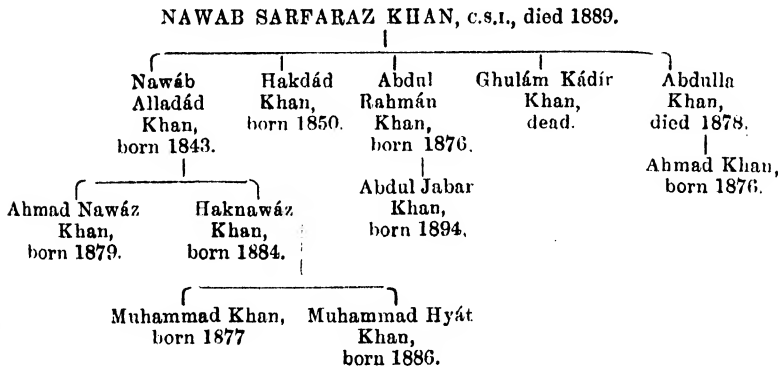 NAWAB SARFARAZ KHAN, C.S.I., died 1889.
Nawáb
Alladád
Khan,
born 1843.
Hakdád
Khan,
born 1850.
Abdul
Rahmán
Khan,
born 1876.
Ghulám Kádír
Khan,
dead.
Abdulla
Khan,
died 1878.
Ahmad Khan,
born 1876.
Ahmad Nawáz
Khan,
born 1879.
Haknawáz
Khan,
born 1884.
Abdul Jabar
Khan,
born 1894.
Muhammad Khan,
born 1877
Muhammad Hyát
Khan,
born 1886.